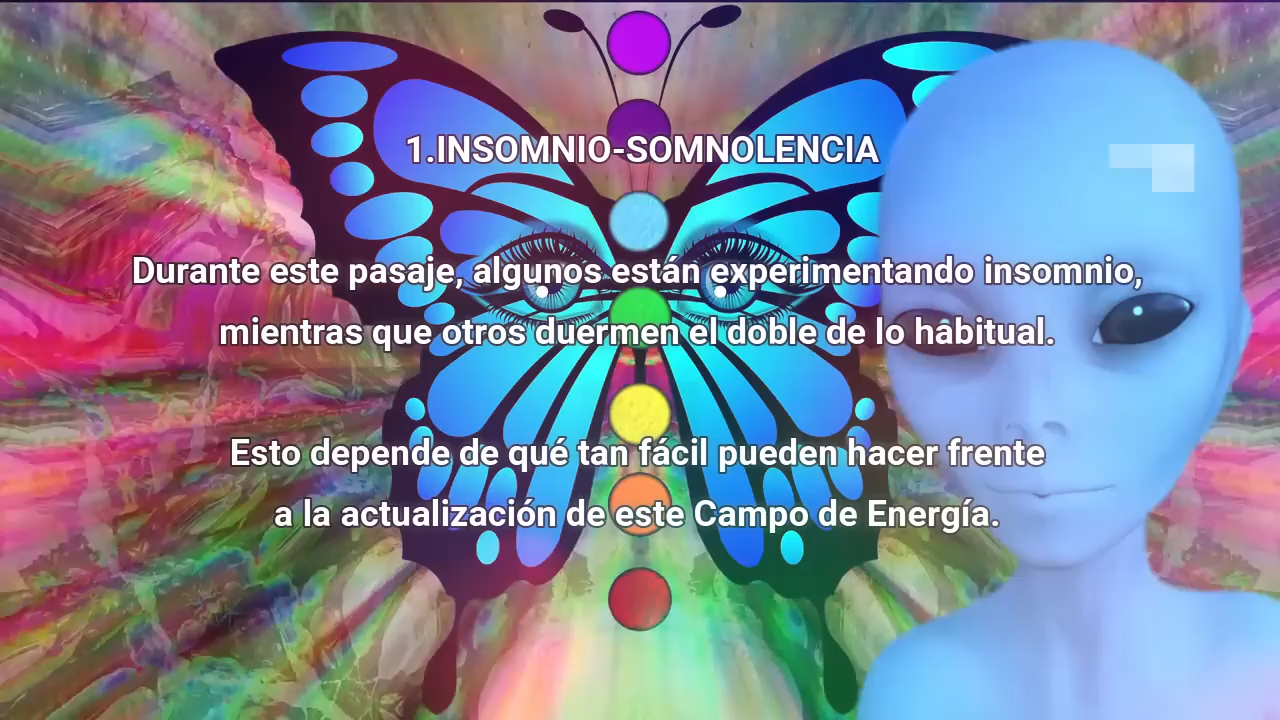 1.INSOMNIO-SOMNOLENCIA
Durante este pasaje, algunos están experimentando insomnio,
mientras que otros duermen el doble de lo habitual.
Esto depende de qué tan fácil pueden hacer frente
a la actualización de este Campo de Energía.